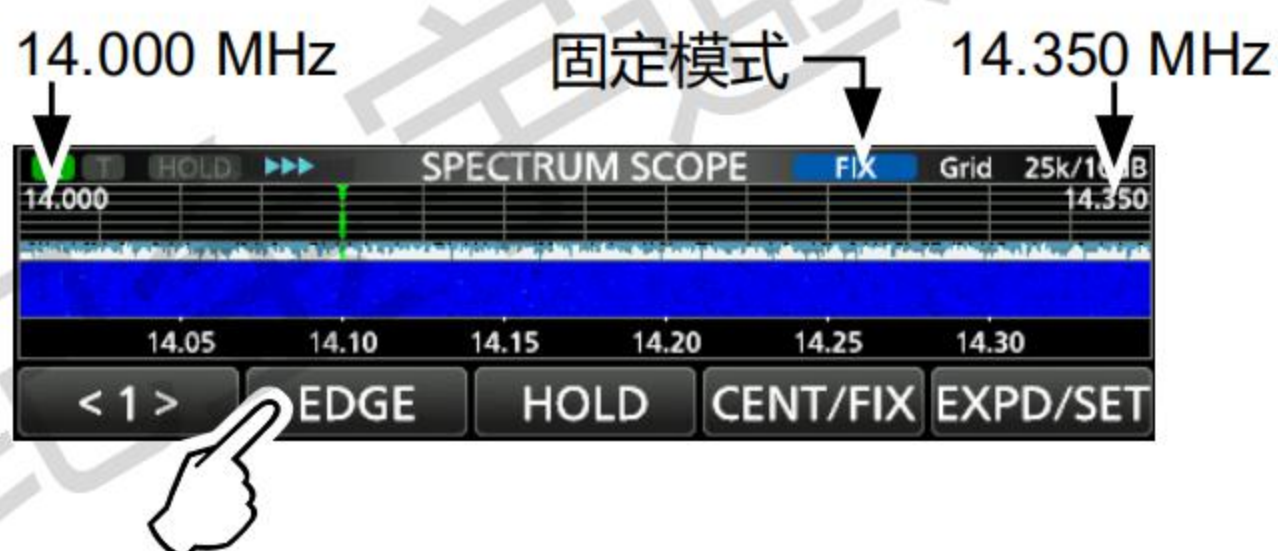 14.000 MHz 固定模式 14.350 MHz
T HOLD SPECTRUM SCOPE FIX Grid
14.000 14.350
14.05 14.10 14.15 14.20 14.25 14.30
< 1 > EDGE HOLD CENT/FIX EXPD/SET